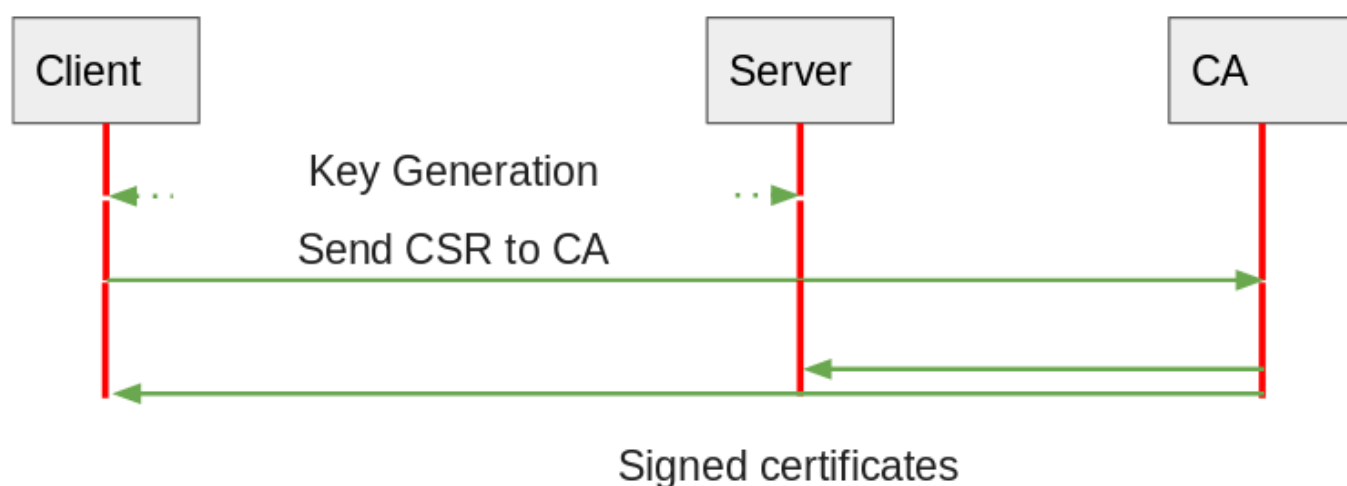 Client
Server
CA
Key Generation
Send CSR to CA
Signed certificates